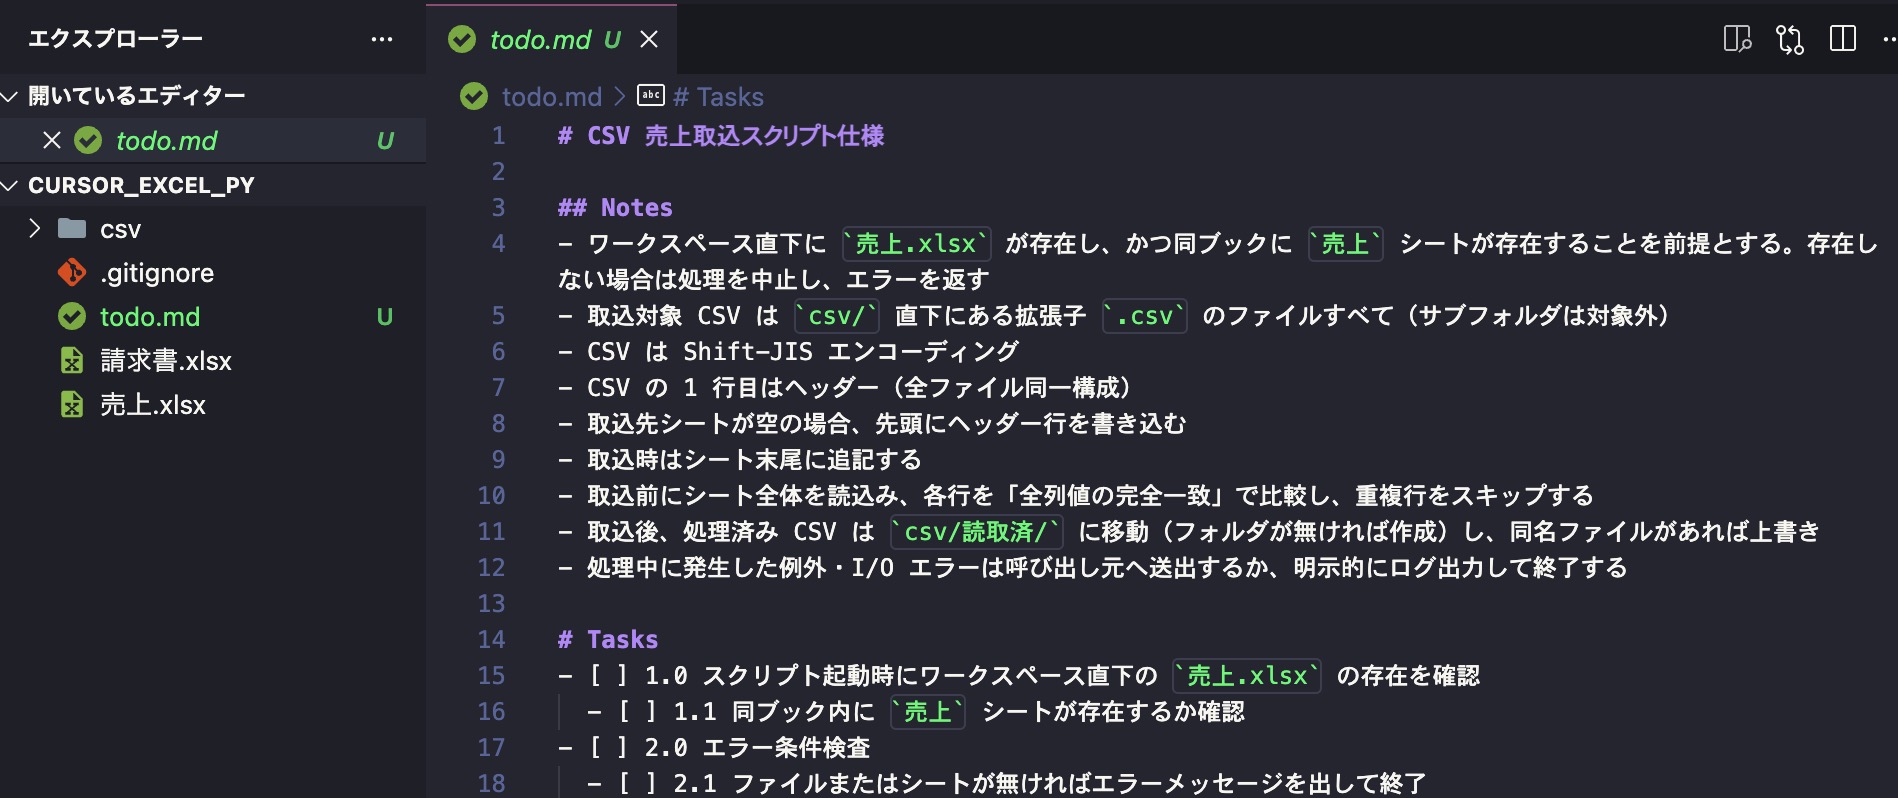 エクスプローラー
開いているエディター
todo.md U
CURSOR_EXCEL_PY
csv
.gitignore
todo.md U
請求書.xlsx
売上.xlsx
todo.md U
todo.md > abc # Tasks
1 # CSV 売上取込スクリプト仕様
2
3 ## Notes
4 - ワークスペース直下に `売上.xlsx` が存在し、かつ同ブックに `売上` シートが存在することを前提とする。存在し
ない場合は処理を中止し、エラーを返す
5 - 取込対象 CSV は `csv/` 直下にある拡張子 `.csv` のファイルすべて（サブフォルダは対象外）
6 - CSV は Shift-JIS エンコーディング
7 - CSV の 1 行目はヘッダー（全ファイル同一構成）
8 - 取込先シートが空の場合、先頭にヘッダー行を書き込む
9 - 取込時はシート末尾に追記する
10 - 取込前にシート全体を読込み、各行を「全列値の完全一致」で比較し、重複行をスキップする
11 - 取込後、処理済み CSV は `csv/読取済/` に移動（フォルダが無ければ作成）し、同名ファイルがあれば上書き
12 - 処理中に発生した例外・I/O エラーは呼び出し元へ送出するか、明示的にログ出力して終了する
13
14 # Tasks
15 - [ ] 1.0 スクリプト起動時にワークスペース直下の `売上.xlsx` の存在を確認
16 - [ ] 1.1 同ブック内に `売上` シートが存在するか確認
17 - [ ] 2.0 エラー条件検査
18 - [ ] 2.1 ファイルまたはシートが無ければエラーメッセージを出して終了